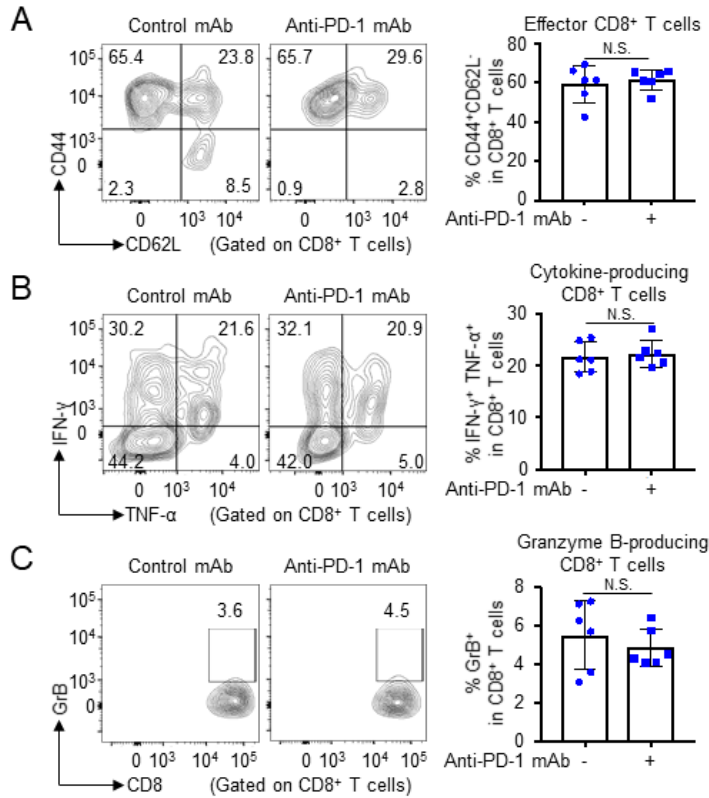 A
Control mAb
Anti-PD-1 mAb
Effector CD8⁺ T cells
10⁵
10⁴
10³
0
65.4
23.8
2.3
8.5
65.7
29.6
0.9
2.8
CD44
0 10³ 10⁴
0 10³ 10⁴
CD62L (Gated on CD8⁺ T cells)
% CD44⁺CD62L⁻
in CD8⁺ T cells
80
60
40
20
0
N.S.
Anti-PD-1 mAb - +
B
Control mAb
Anti-PD-1 mAb
Cytokine-producing
CD8⁺ T cells
10⁵
10⁴
10³
0
30.2
21.6
44.2
4.0
32.1
20.9
42.0
5.0
IFN-γ
0 10³ 10⁴
0 10³ 10⁴
TNF-α (Gated on CD8⁺ T cells)
% IFN-γ⁺ TNF-α⁺
in CD8⁺ T cells
30
20
10
0
N.S.
Anti-PD-1 mAb - +
C
Control mAb
Anti-PD-1 mAb
Granzyme B-producing
CD8⁺ T cells
10⁵
10⁴
10³
0
3.6
4.5
GrB
0 10³ 10⁴ 10⁵
0 10³ 10⁴ 10⁵
CD8 (Gated on CD8⁺ T cells)
% GrB⁺
in CD8⁺ T cells
8
6
4
2
0
N.S.
Anti-PD-1 mAb - +